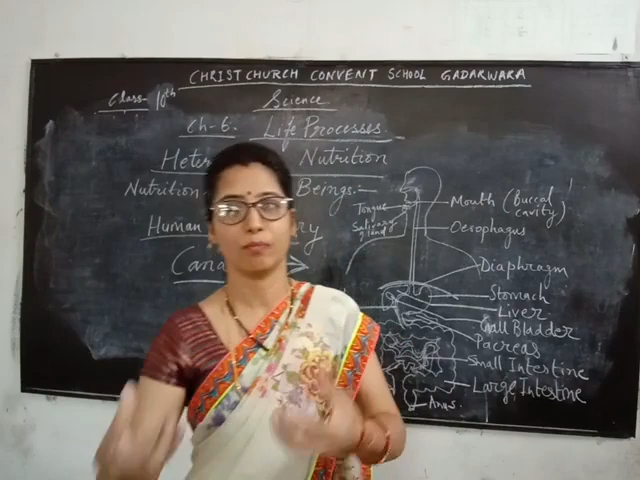 CHRIST CHURCH CONVENT SCHOOL GADARWARA
Class- 10th
Science
Ch-6. Life Processes.
Nutrition
Nutrition Beings:-
Human
Tongue
Salivary gland
Mouth (Buccal cavity)
Oesophagus
Diaphragm
Stomach
Liver
Gall Bladder
Pacreas
Small Intestine
Large Intestine
Anus.